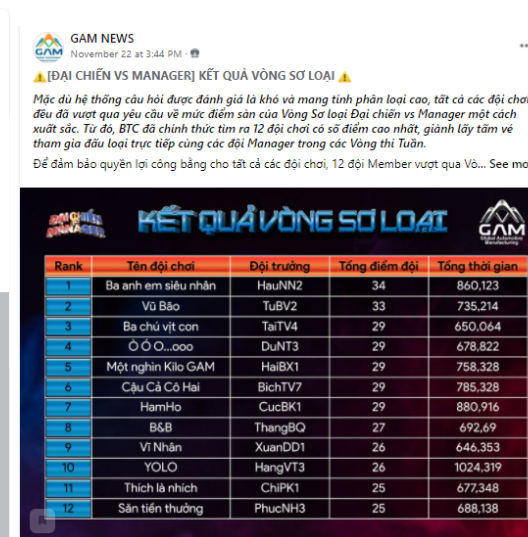 GAM NEWS
November 22 at 3:44 PM ·
⚠[ĐẠI CHIẾN VS MANAGER] KẾT QUẢ VÒNG SƠ LOẠI ⚠
Mặc dù hệ thống câu hỏi được đánh giá là khó và mang tính phân loại cao, tất cả các đội chơi
đều đã vượt qua yêu cầu về mức điểm sàn của Vòng Sơ loại Đại chiến vs Manager một cách
xuất sắc. Từ đó, BTC đã chính thức tìm ra 12 đội chơi có số điểm cao nhất, giành lấy tấm vé
tham gia đấu loại trực tiếp cùng các đội Manager trong các Vòng thi Tuần.
Để đảm bảo quyền lợi công bằng cho tất cả các đội chơi, 12 đội Member vượt qua Vò... See mo
ĐẠI CHIẾN MANAGER KẾT QUẢ VÒNG SƠ LOẠI GAM
Global Automotive Manufacturing
Rank Tên đội chơi Đội trưởng Tổng điểm đội Tổng thời gian
1 Ba anh em siêu nhân HauNN2 34 860,123
2 Vũ Bão TuBV2 33 735,214
3 Ba chú vịt con TaiTV4 29 650,064
4 Ò Ó O...ooo DuNT3 29 678,822
5 Một nghìn Kilo GAM HaiBX1 29 758,328
6 Cậu Cả Cô Hai BichTV7 29 785,328
7 HamHo CucBK1 29 880,916
8 B&B ThangBQ 27 692,69
9 Vĩ Nhân XuanDD1 26 646,353
10 YOLO HangVT3 26 1024,319
11 Thích là nhích ChiPK1 25 677,348
12 Săn tiền thưởng PhucNH3 25 688,138